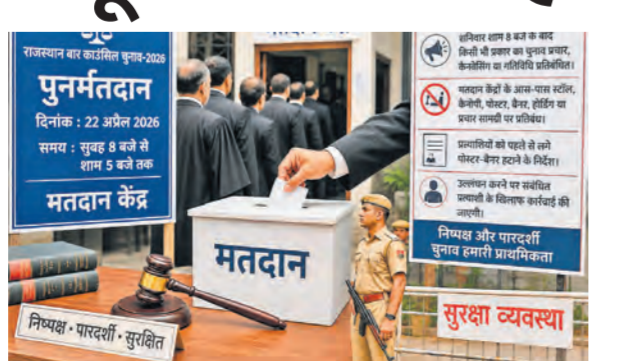 राजस्थान बार काउंसिल चुनाव-2026
पुनर्मतदान
दिनांक : 22 अप्रैल 2026
समय : सुबह 8 बजे से
शाम 5 बजे तक
मतदान केंद्र
शनिवार शाम 8 बजे के बाद
किसी भी प्रकार का चुनाव प्रचार,
कैनवेसिंग या गतिविधि प्रतिबंधित।
मतदान केंद्रों के आस-पास स्टॉल,
कैनोपी, पोस्टर, बैनर, होर्डिंग या
प्रचार सामग्री पर प्रतिबंध।
प्रत्याशियों को पहले से लगे
पोस्टर-बैनर हटाने के निर्देश।
उल्लंघन करने पर संबंधित
प्रत्याशी के खिलाफ कार्रवाई की
जाएगी।
निष्पक्ष और पारदर्शी
चुनाव हमारी प्राथमिकता
मतदान
निष्पक्ष • पारदर्शी • सुरक्षित
सुरक्षा व्यवस्था